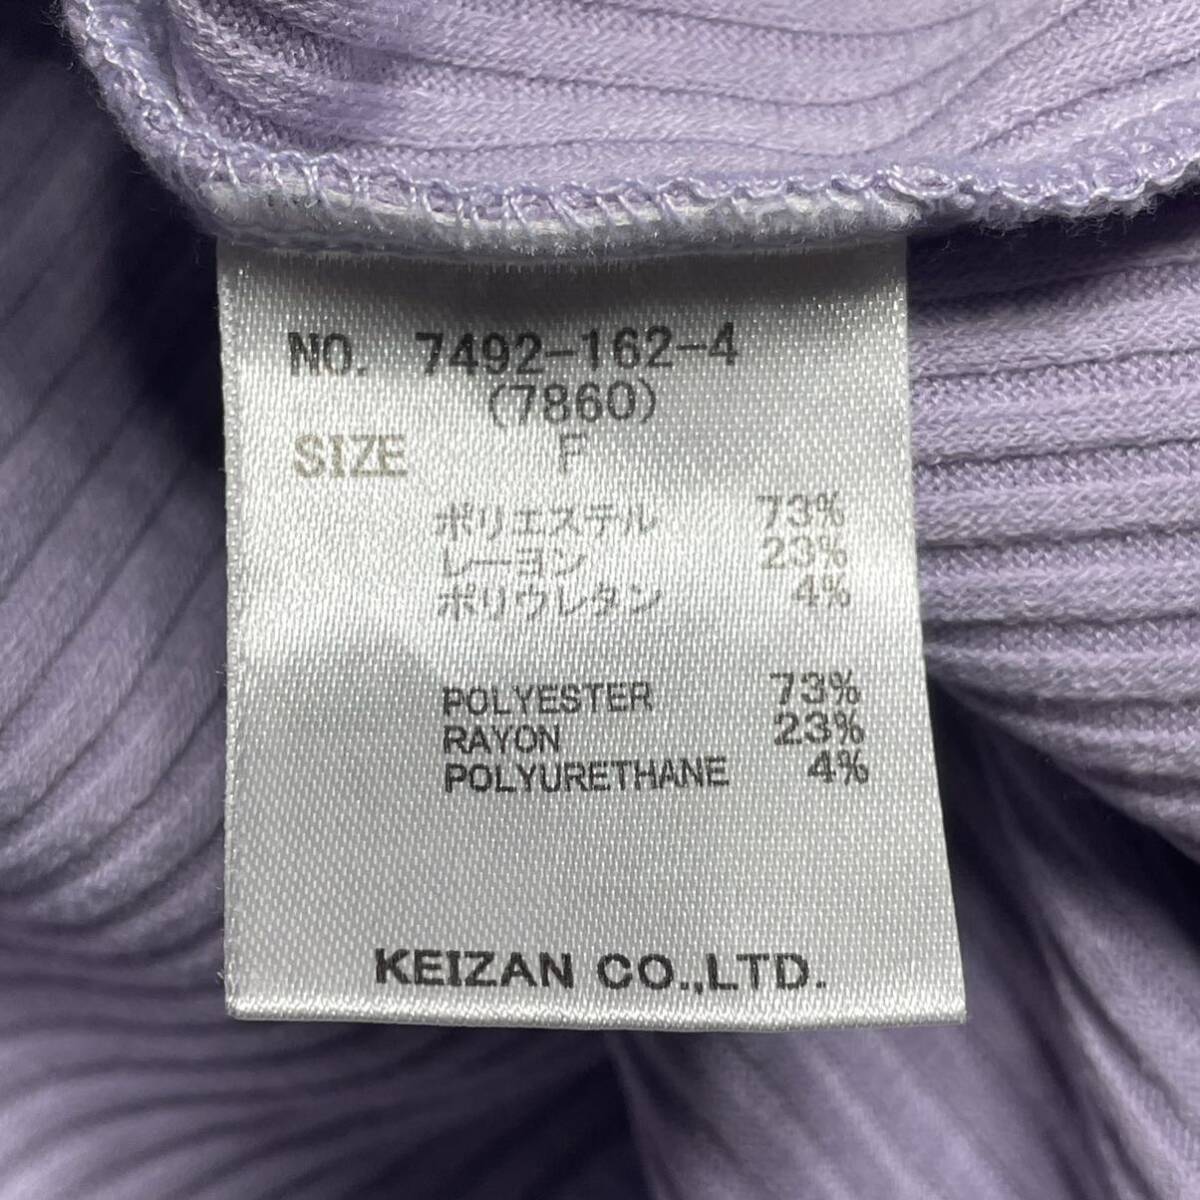 NO. 7492-162-4
(7860)
SIZE F
ポリエステル 73%
レーヨン 23%
ポリウレタン 4%
POLYESTER 73%
RAYON 23%
POLYURETHANE 4%
KEIZAN CO.,LTD.